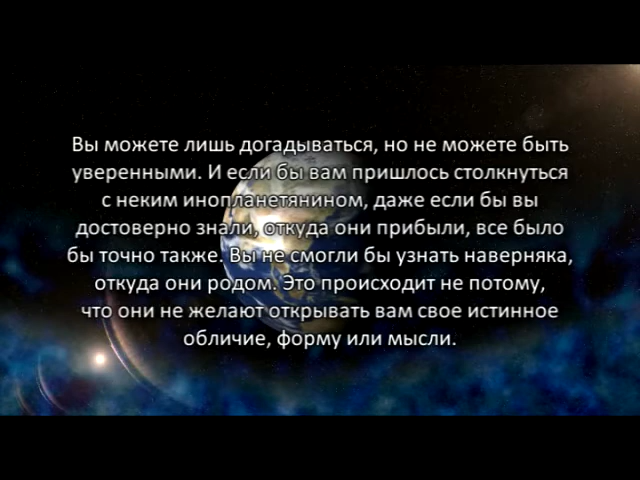 Вы можете лишь догадываться, но не можете быть
уверенными. И если бы вам пришлось столкнуться
с неким инопланетянином, даже если бы вы
достоверно знали, откуда они прибыли, все было
бы точно также. Вы не смогли бы узнать наверняка,
откуда они родом. Это происходит не потому,
что они не желают открывать вам свое истинное
обличие, форму или мысли.